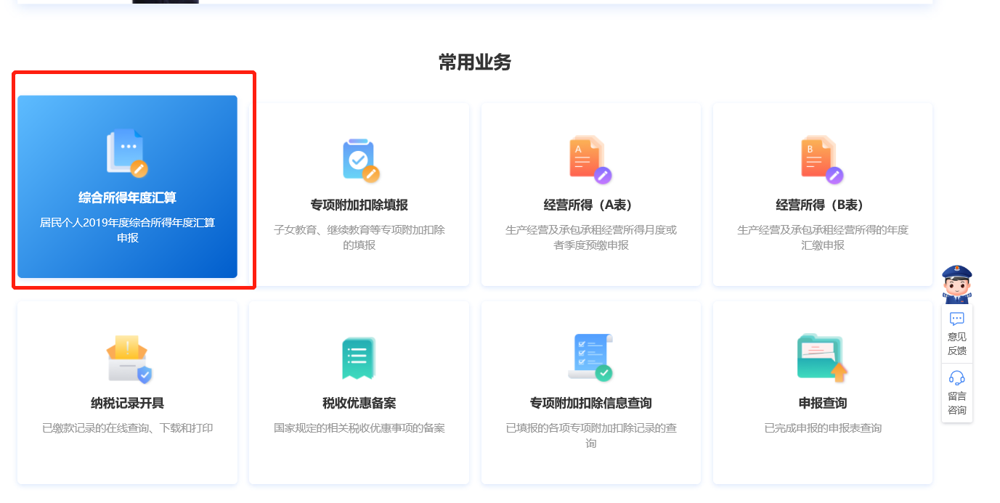 常用业务
综合所得年度汇算
居民个人2019年度综合所得年度汇算
申报
专项附加扣除填报
子女教育、继续教育等专项附加扣除
的填报
A
经营所得（A表）
生产经营及承包承租经营所得月度或
者季度预缴申报
B
经营所得（B表）
生产经营及承包承租经营所得的年度
汇缴申报
纳税记录开具
已缴款记录的在线查询、下载和打印
税收优惠备案
国家规定的相关税收优惠事项的备案
专项附加扣除信息查询
已填报的各项专项附加扣除记录的查
询
申报查询
已完成申报的申报表查询
意见
反馈
留言
咨询